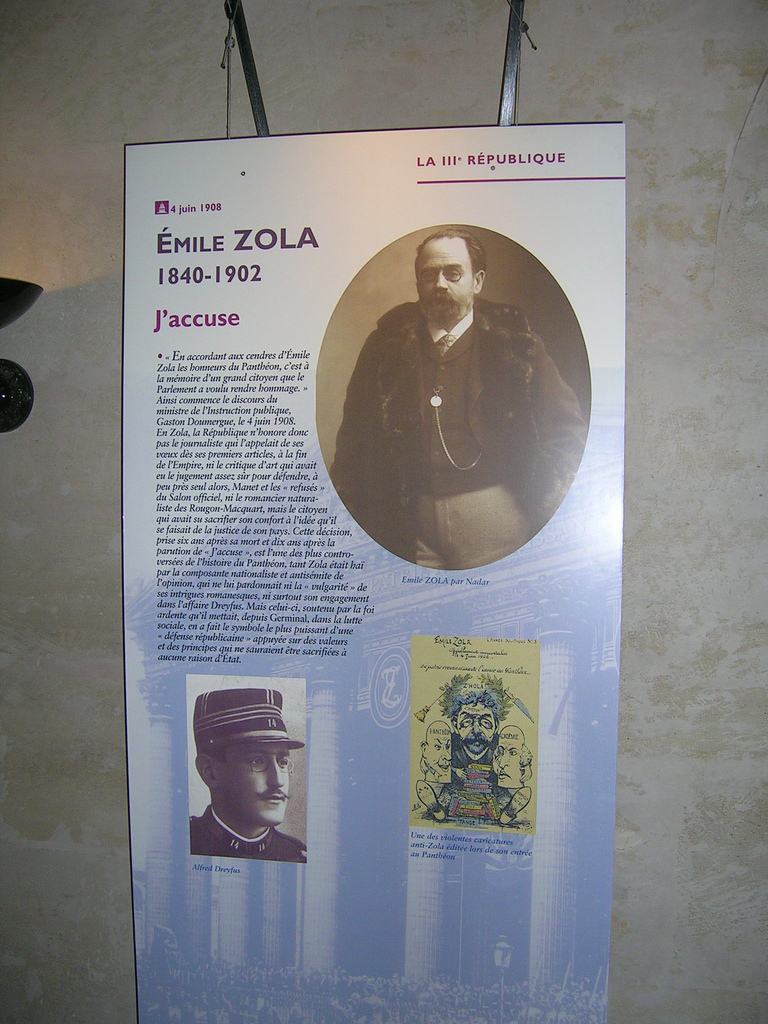 LA IIIe RÉPUBLIQUE
4 juin 1908
ÉMILE ZOLA
1840-1902
J'accuse
• « En accordant aux cendres d'Émile
Zola les honneurs du Panthéon, c'est à
la mémoire d'un grand citoyen que le
Parlement a voulu rendre hommage. »
Ainsi commence le discours du
ministre de l'Instruction publique,
Gaston Doumergue, le 4 juin 1908.
En Zola, la République n'honore donc
pas le journaliste qui l'appelait de ses
vœux dès ses premiers articles, à la fin
de l'Empire, ni le critique d'art qui avait
eu le jugement assez sûr pour défendre, à
peu près seul alors, Manet et les « refusés »
du Salon officiel, ni le romancier natura-
liste des Rougon-Macquart, mais le citoyen
qui avait su sacrifier son confort à l'idée qu'il
se faisait de la justice de son pays. Cette décision,
prise six ans après sa mort et dix ans après la
parution de « J'accuse », est l'une des plus contro-
versées de l'histoire du Panthéon, tant Zola était haï
par la composante nationaliste et antisémite de
l'opinion, qui ne lui pardonnait ni la « vulgarité » de
ses intrigues romanesques, ni surtout son engagement
dans l'affaire Dreyfus. Mais celui-ci, soutenu par la foi
ardente qu'il mettait, depuis Germinal, dans la lutte
sociale, en a fait le symbole le plus puissant d'une
« défense républicaine » appuyée sur des valeurs
et des principes qui ne sauraient être sacrifiés à
aucune raison d'État.
Emile ZOLA par Nadar
14
14 14
Alfred Dreyfus
EMILE ZOLA
ZHOLA
PANTHÉON
Une des violentes caricatures
anti-Zola éditée lors de son entrée
au Panthéon